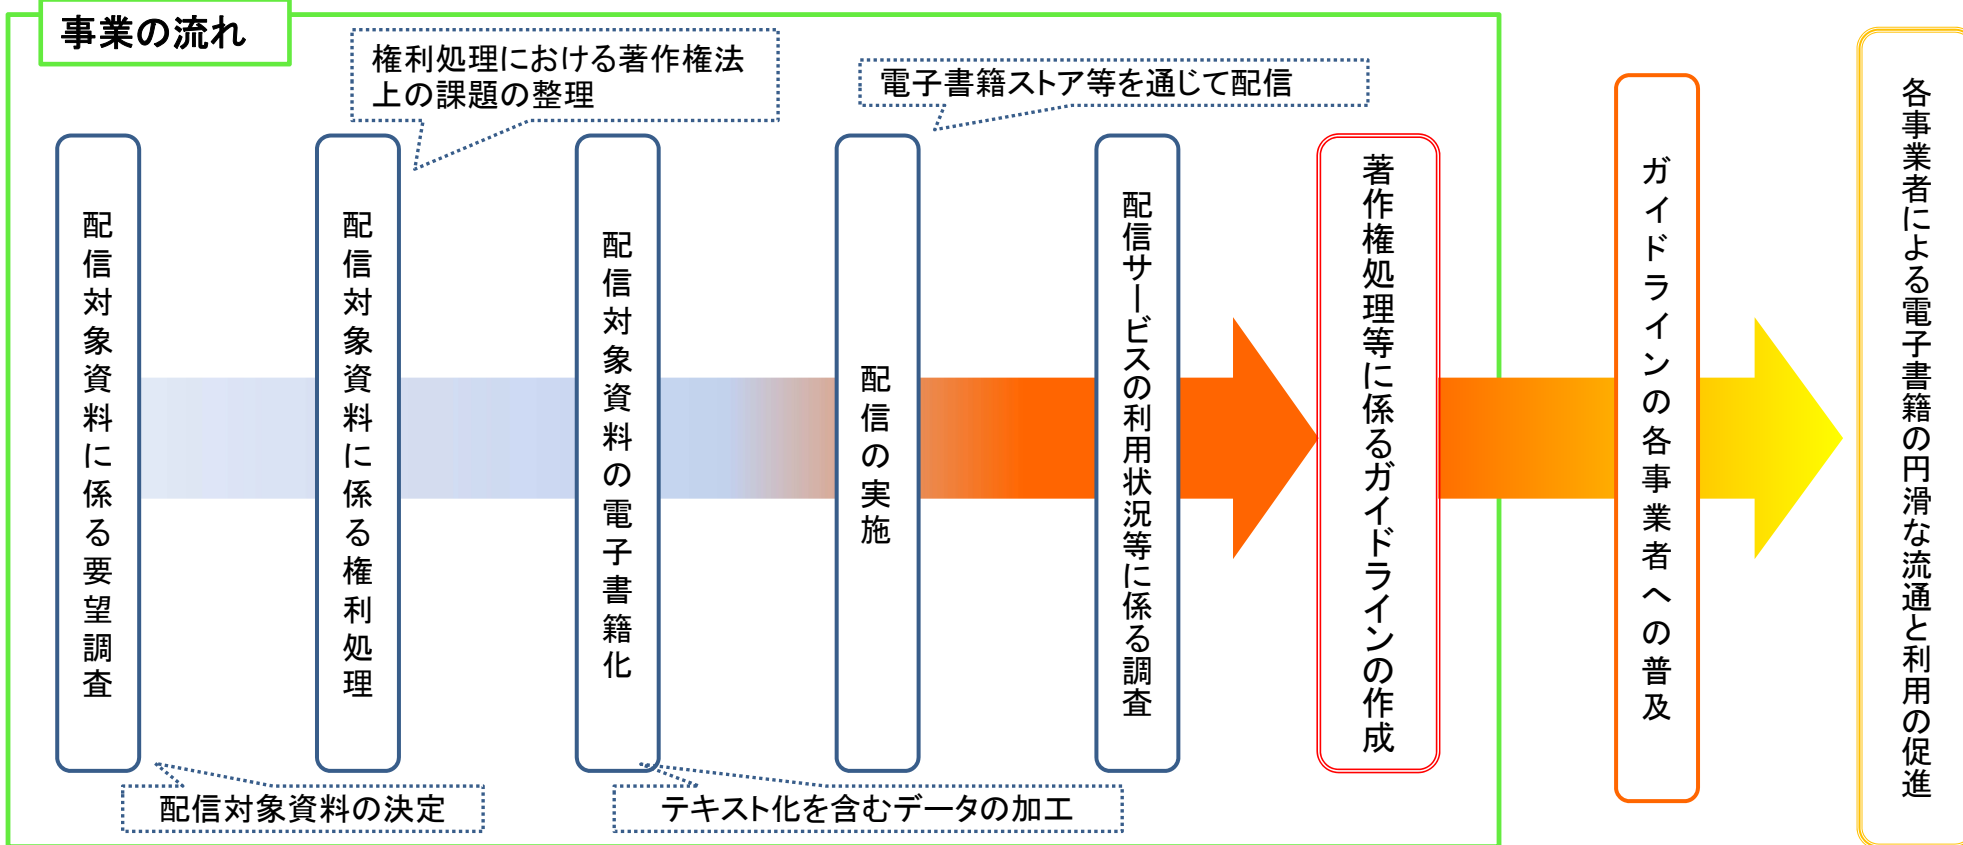 事業の流れ
権利処理における著作権法
上の課題の整理
電子書籍ストア等を通じて配信
配信対象資料に係る要望調査
配信対象資料に係る権利処理
配信対象資料の電子書籍化
配信の実施
配信サービスの利用状況等に係る調査
著作権処理等に係るガイドラインの作成
ガイドラインの各事業者への普及
各事業者による電子書籍の円滑な流通と利用の促進
配信対象資料の決定
テキスト化を含むデータの加工